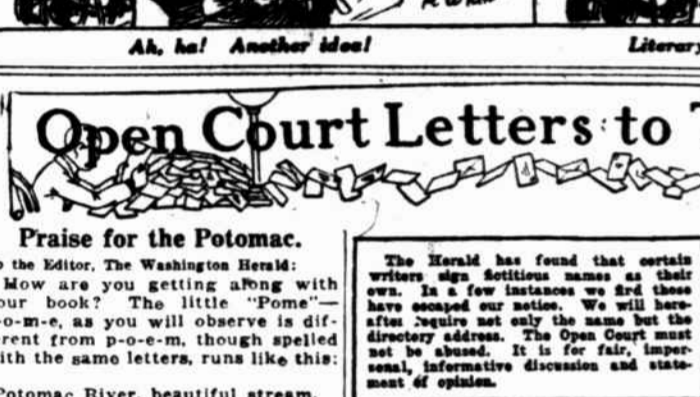 Ah, ha! Another idea!
Literary
Open Court Letters to
Praise for the Potomac.
the Editor, The Washington Herald:
How are you getting along with
our book? The little "Pome"—
-o-m-e, as you will observe is dif-
rent from p-o-e-m, though spelled
ith the same letters, runs like this:
Potomac River, beautiful stream,
The Herald has found that certain
writers sign fictitious names as their
own. In a few instances we find these
have escaped our notice. We will here-
after require not only the name but the
directory address. The Open Court must
not be abused. It is for fair, imper-
sonal, informative discussion and state-
ment of opinion.